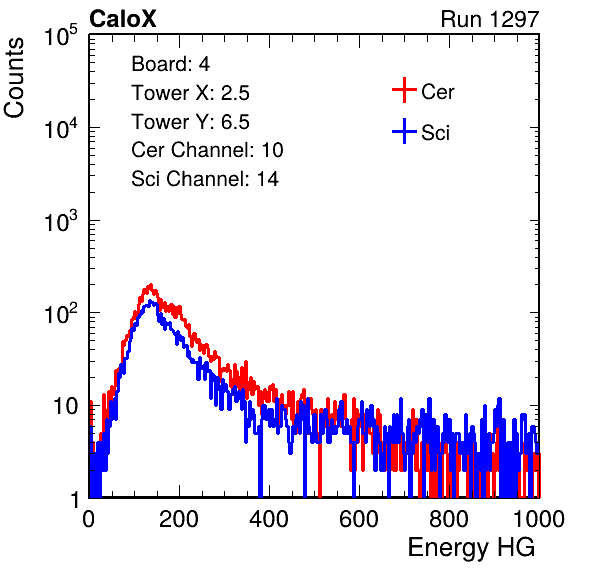 CaloX Run 1297
Counts
10^5
10^4
10^3
10^2
10
1
Board: 4
Tower X: 2.5
Tower Y: 6.5
Cer Channel: 10
Sci Channel: 14
Cer
Sci
0 200 400 600 800 1000
Energy HG